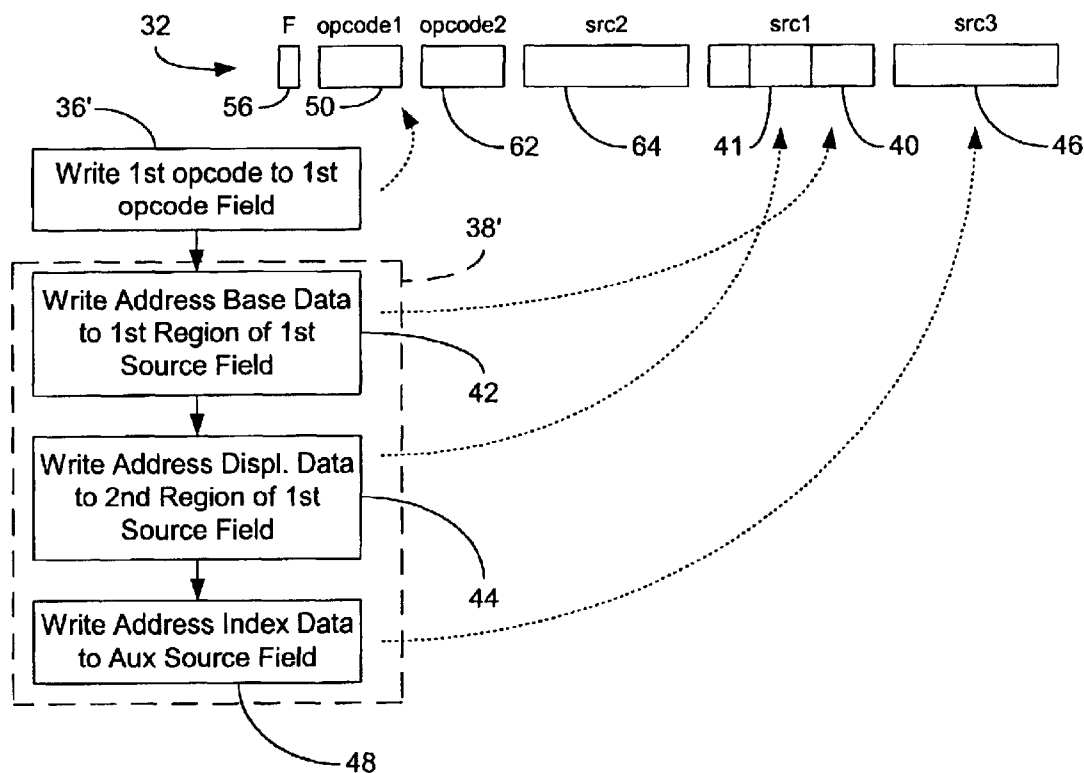 F opcode1 opcode2 src2 src1 src3
32
56 50 62 64 41 40 46
36'
Write 1st opcode to 1st
opcode Field
38'
Write Address Base Data
to 1st Region of 1st
Source Field
42
Write Address Displ. Data
to 2nd Region of 1st
Source Field
44
Write Address Index Data
to Aux Source Field
48